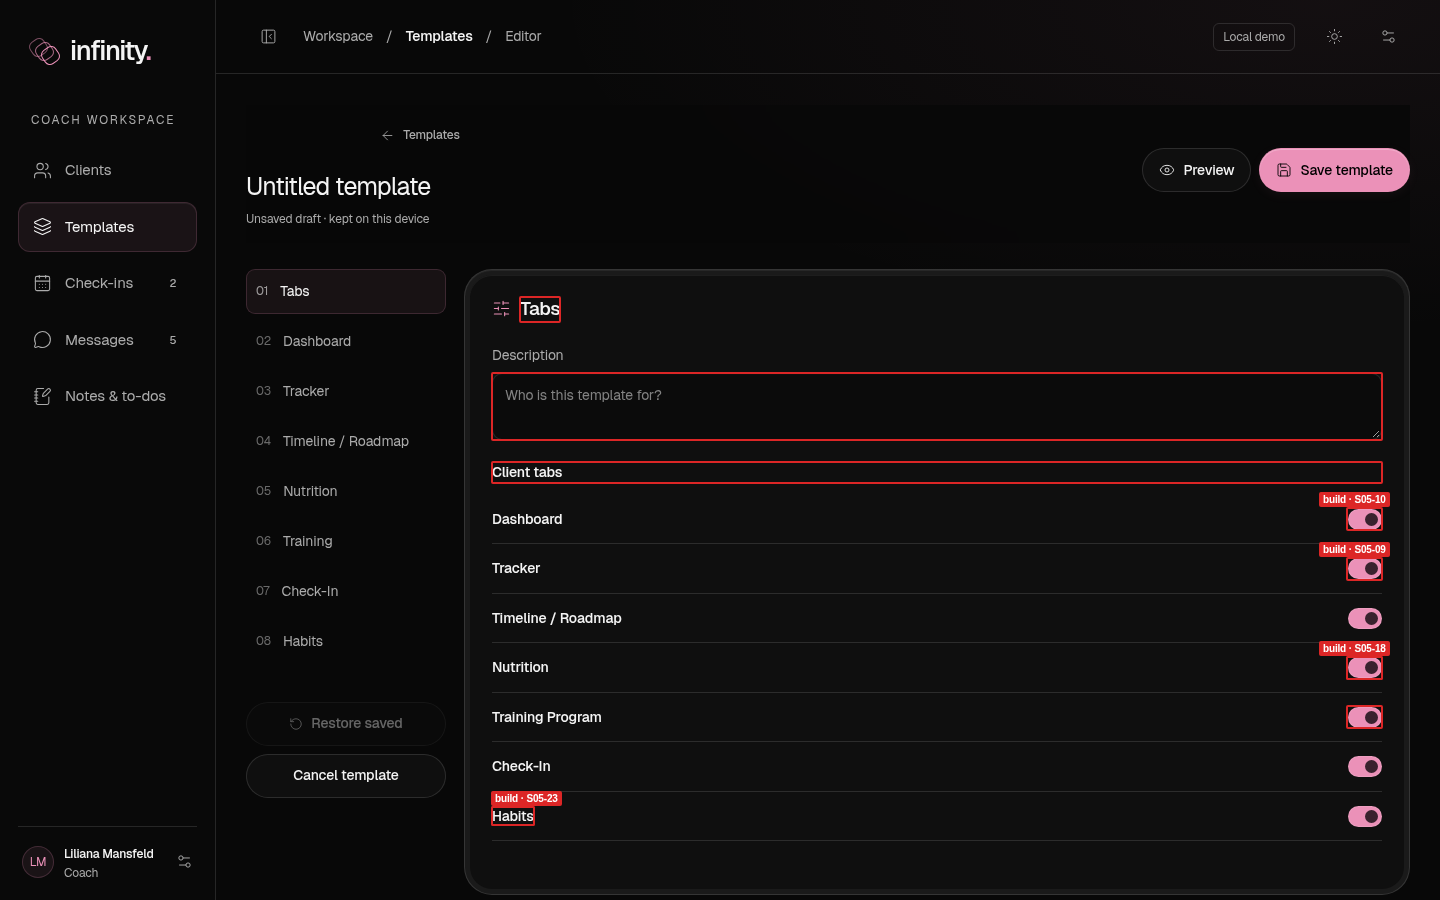 infinity.
COACH WORKSPACE
Clients
Templates
Check-ins 2
Messages 5
Notes & to-dos
LM
Liliana Mansfeld
Coach
Workspace / Templates / Editor
Local demo
Templates
Untitled template
Unsaved draft · kept on this device
Preview
Save template
01 Tabs
02 Dashboard
03 Tracker
04 Timeline / Roadmap
05 Nutrition
06 Training
07 Check-In
08 Habits
Restore saved
Cancel template
Tabs
Description
Who is this template for?
Client tabs
build · S05-10
Dashboard
build · S05-09
Tracker
Timeline / Roadmap
build · S05-18
Nutrition
Training Program
Check-In
build · S05-23
Habits